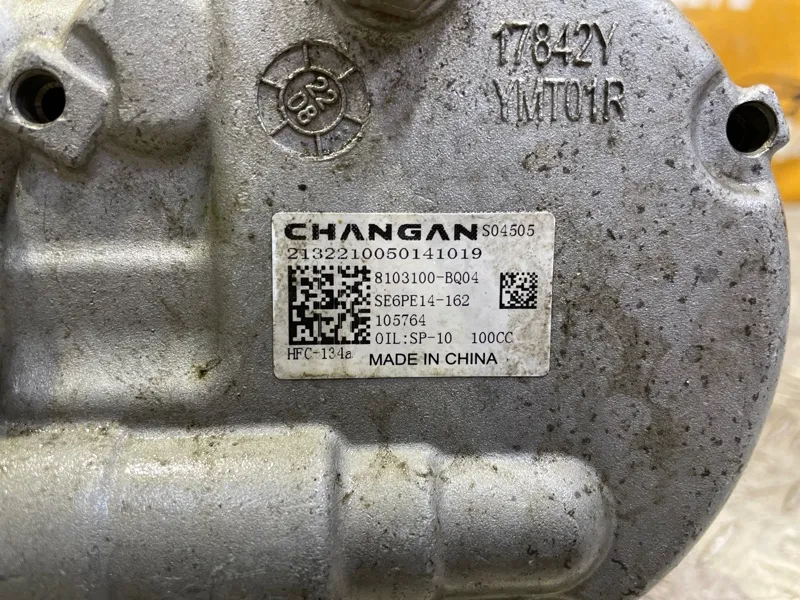 17842Y
YMT01R
22
08
CHANGAN S04505
2132210050141019
8103100-BQ04
SE6PE14-162
105764
OIL:SP-10 100CC
HFC-134a MADE IN CHINA